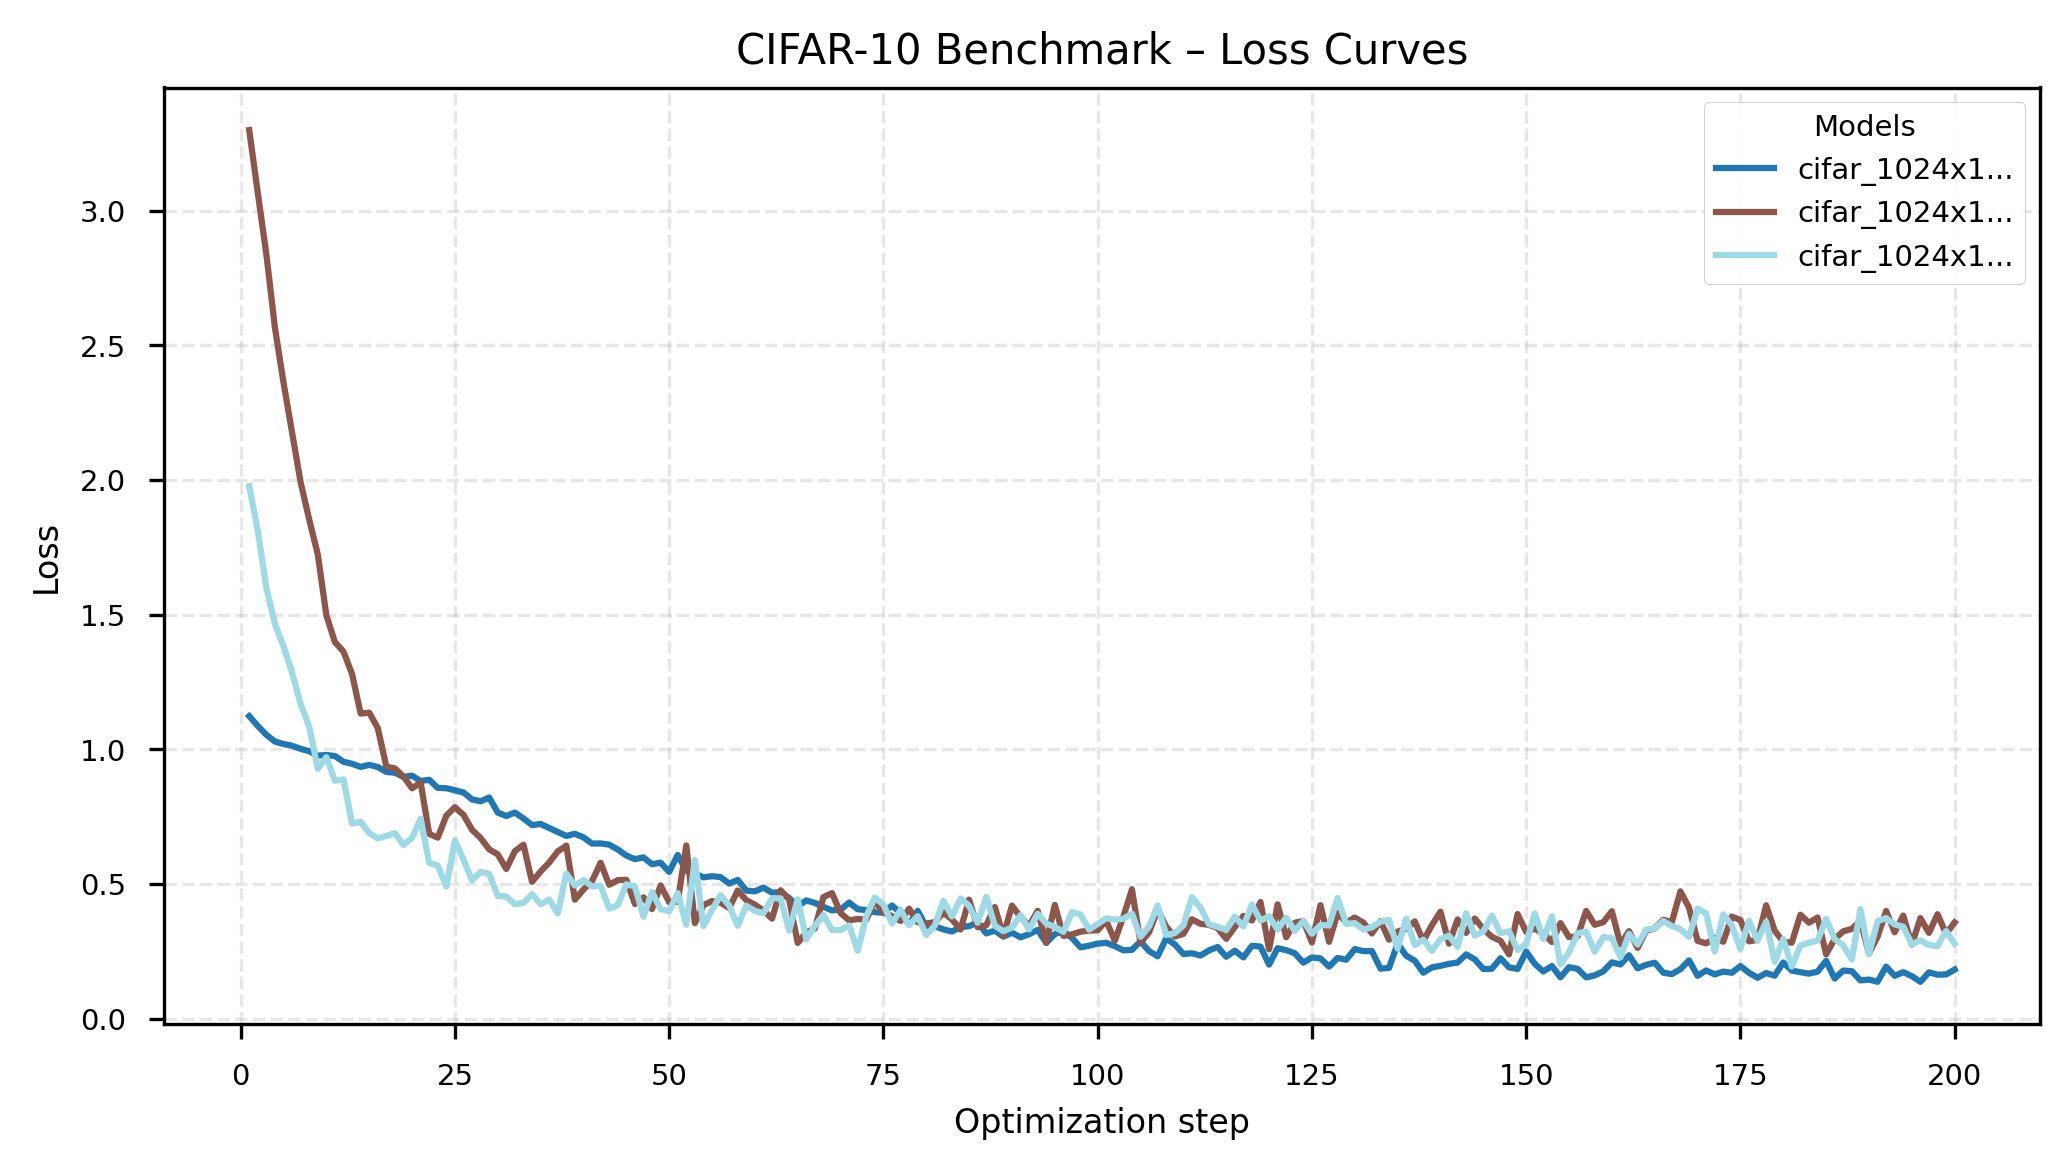 CIFAR-10 Benchmark – Loss Curves
Models
cifar_1024x1...
cifar_1024x1...
cifar_1024x1...
Loss
3.0
2.5
2.0
1.5
1.0
0.5
0.0
0 25 50 75 100 125 150 175 200
Optimization step